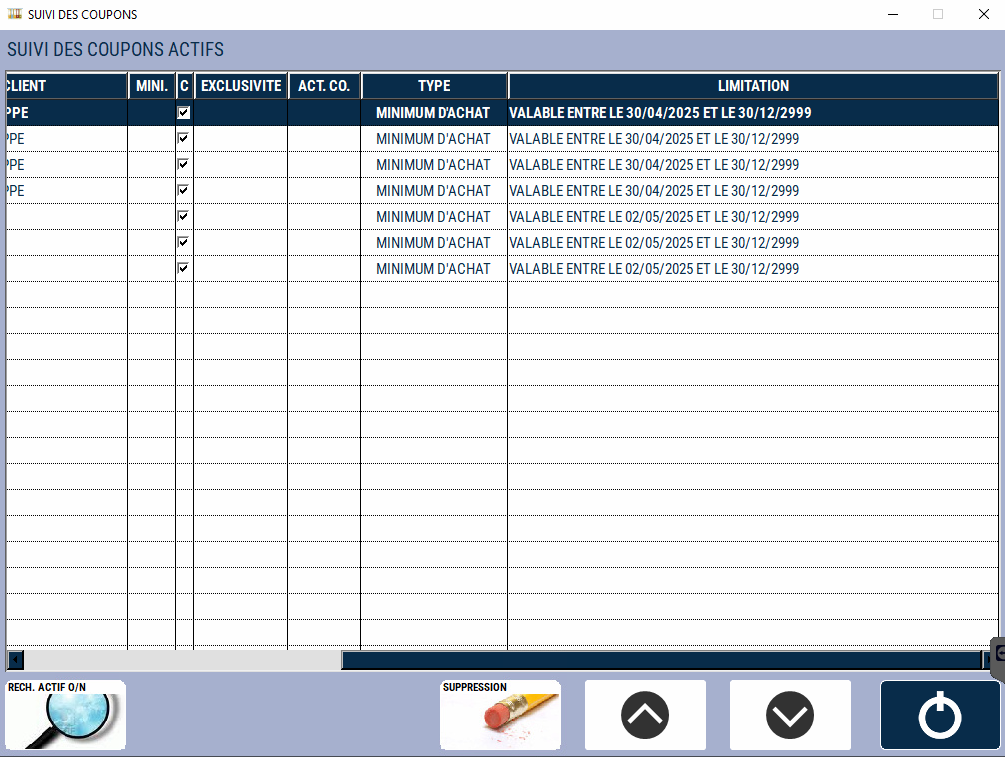 SUIVI DES COUPONS
SUIVI DES COUPONS ACTIFS
CLIENT MINI. C EXCLUSIVITE ACT. CO. TYPE LIMITATION
PPE MINIMUM D'ACHAT VALABLE ENTRE LE 30/04/2025 ET LE 30/12/2999
PPE MINIMUM D'ACHAT VALABLE ENTRE LE 30/04/2025 ET LE 30/12/2999
PPE MINIMUM D'ACHAT VALABLE ENTRE LE 30/04/2025 ET LE 30/12/2999
PPE MINIMUM D'ACHAT VALABLE ENTRE LE 30/04/2025 ET LE 30/12/2999
MINIMUM D'ACHAT VALABLE ENTRE LE 02/05/2025 ET LE 30/12/2999
MINIMUM D'ACHAT VALABLE ENTRE LE 02/05/2025 ET LE 30/12/2999
MINIMUM D'ACHAT VALABLE ENTRE LE 02/05/2025 ET LE 30/12/2999
RECH. ACTIF O/N SUPPRESSION